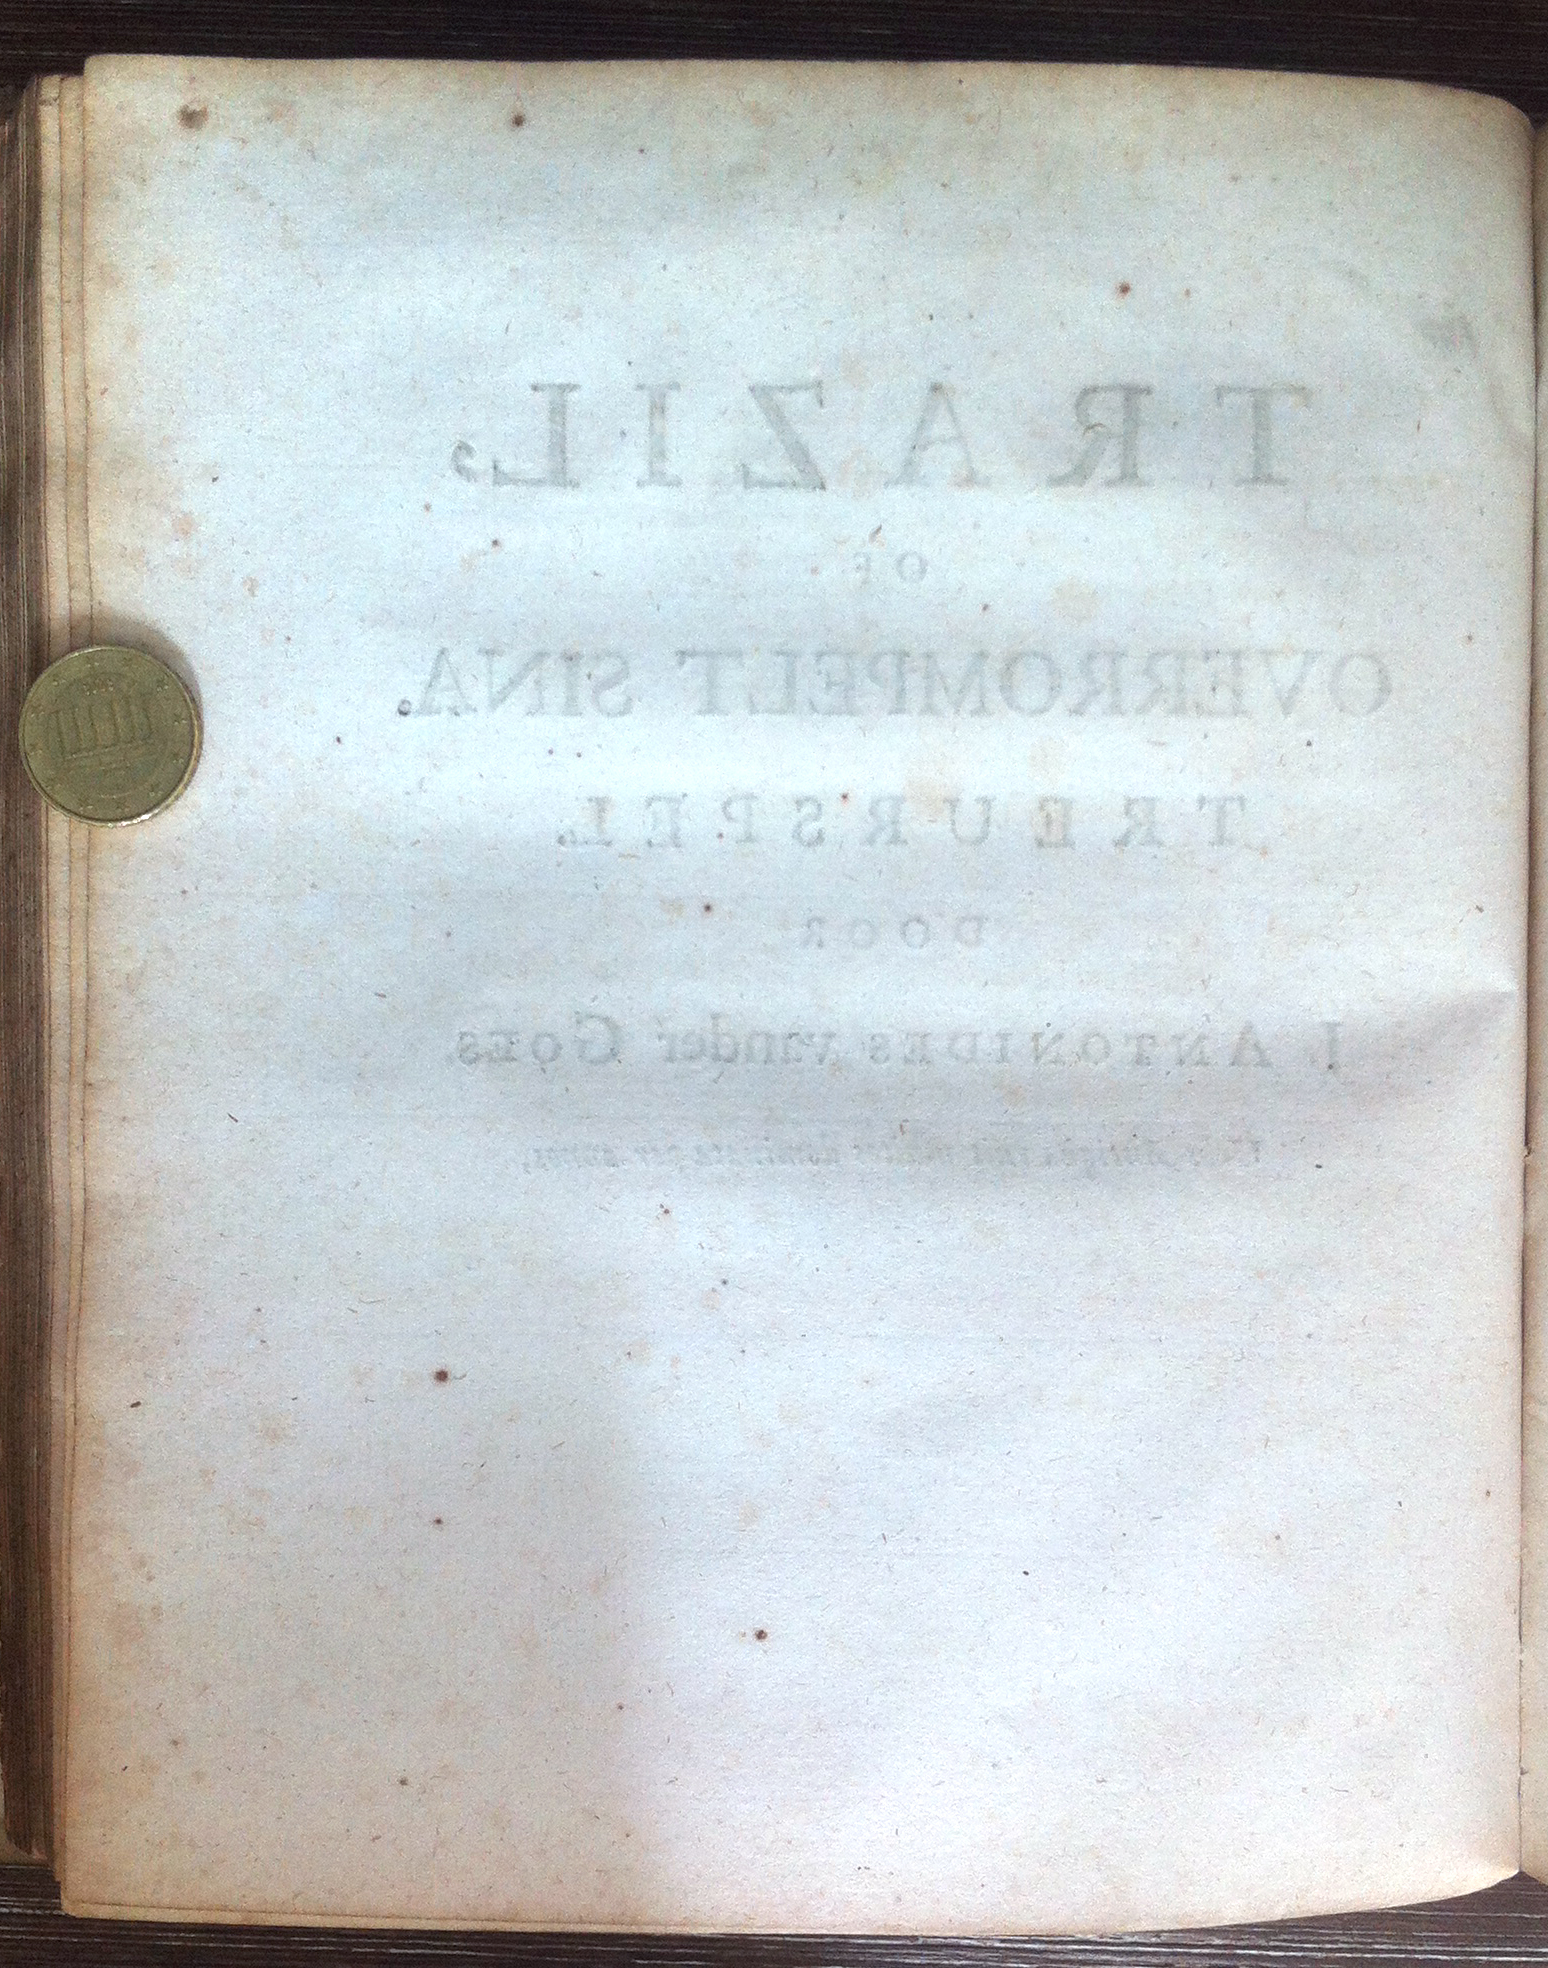 TRAZIL,
OF
OVERROMPELT SINA.
TREURSPEL.
DOOR
J. ANTONIDES vander GOES.